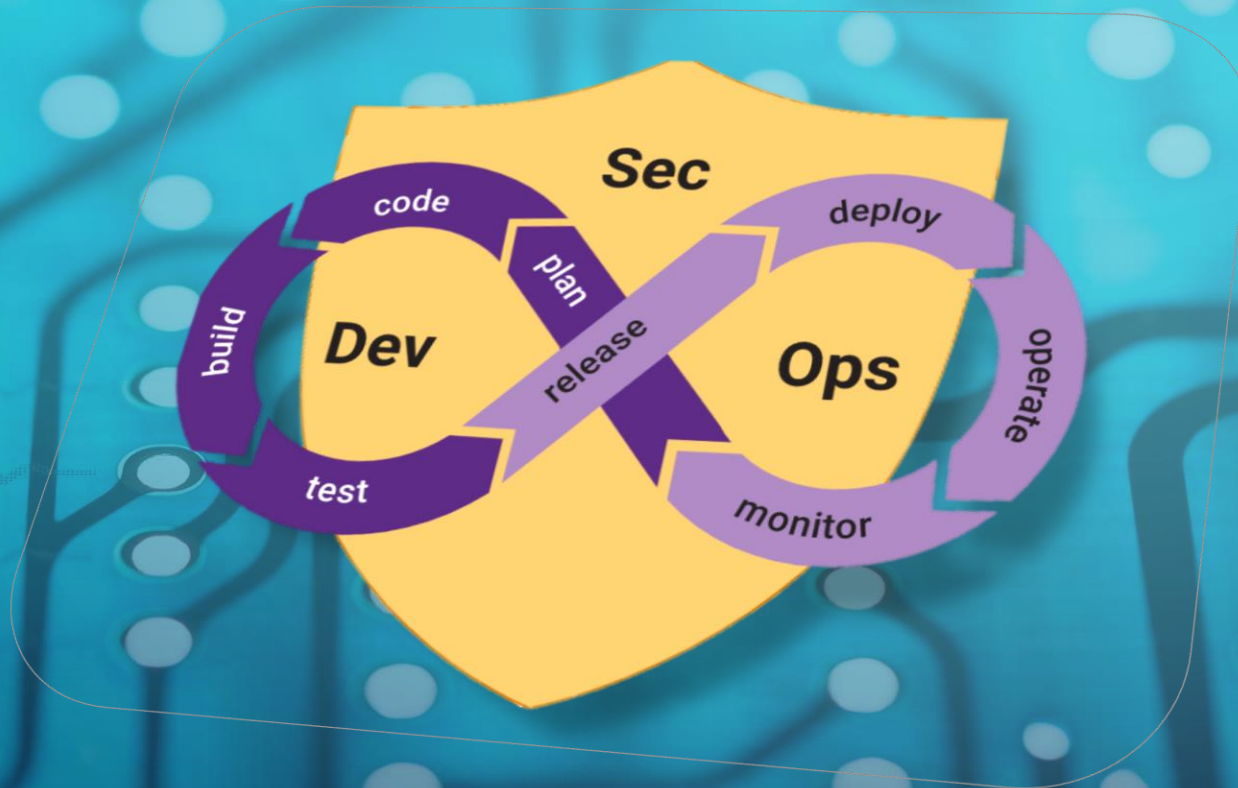 Sec
code
deploy
plan
build
Dev
release
Ops
operate
test
monitor